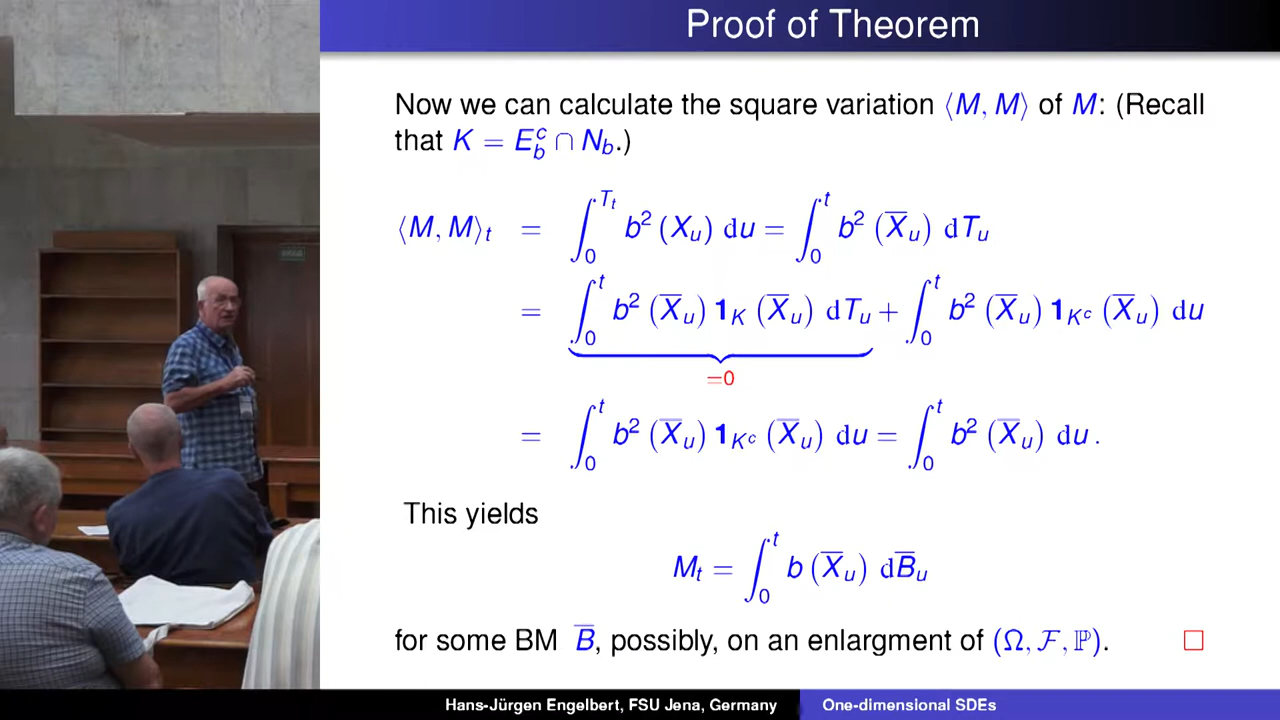 Proof of Theorem
Now we can calculate the square variation ⟨M, M⟩ of M: (Recall
that K = E_b^c ∩ N_b.)
⟨M, M⟩_t = ∫_0^{T_t} b² (X_u) du = ∫_0^t b² (X̅_u) dT_u
= ∫_0^t b² (X̅_u) 1_K (X̅_u) dT_u + ∫_0^t b² (X̅_u) 1_{K^c} (X̅_u) du
=0
= ∫_0^t b² (X̅_u) 1_{K^c} (X̅_u) du = ∫_0^t b² (X̅_u) du .
This yields
M_t = ∫_0^t b (X̅_u) dB̅_u
for some BM B̅, possibly, on an enlargment of (Ω, ℱ, ℙ). □
Hans-Jürgen Engelbert, FSU Jena, Germany
One-dimensional SDEs